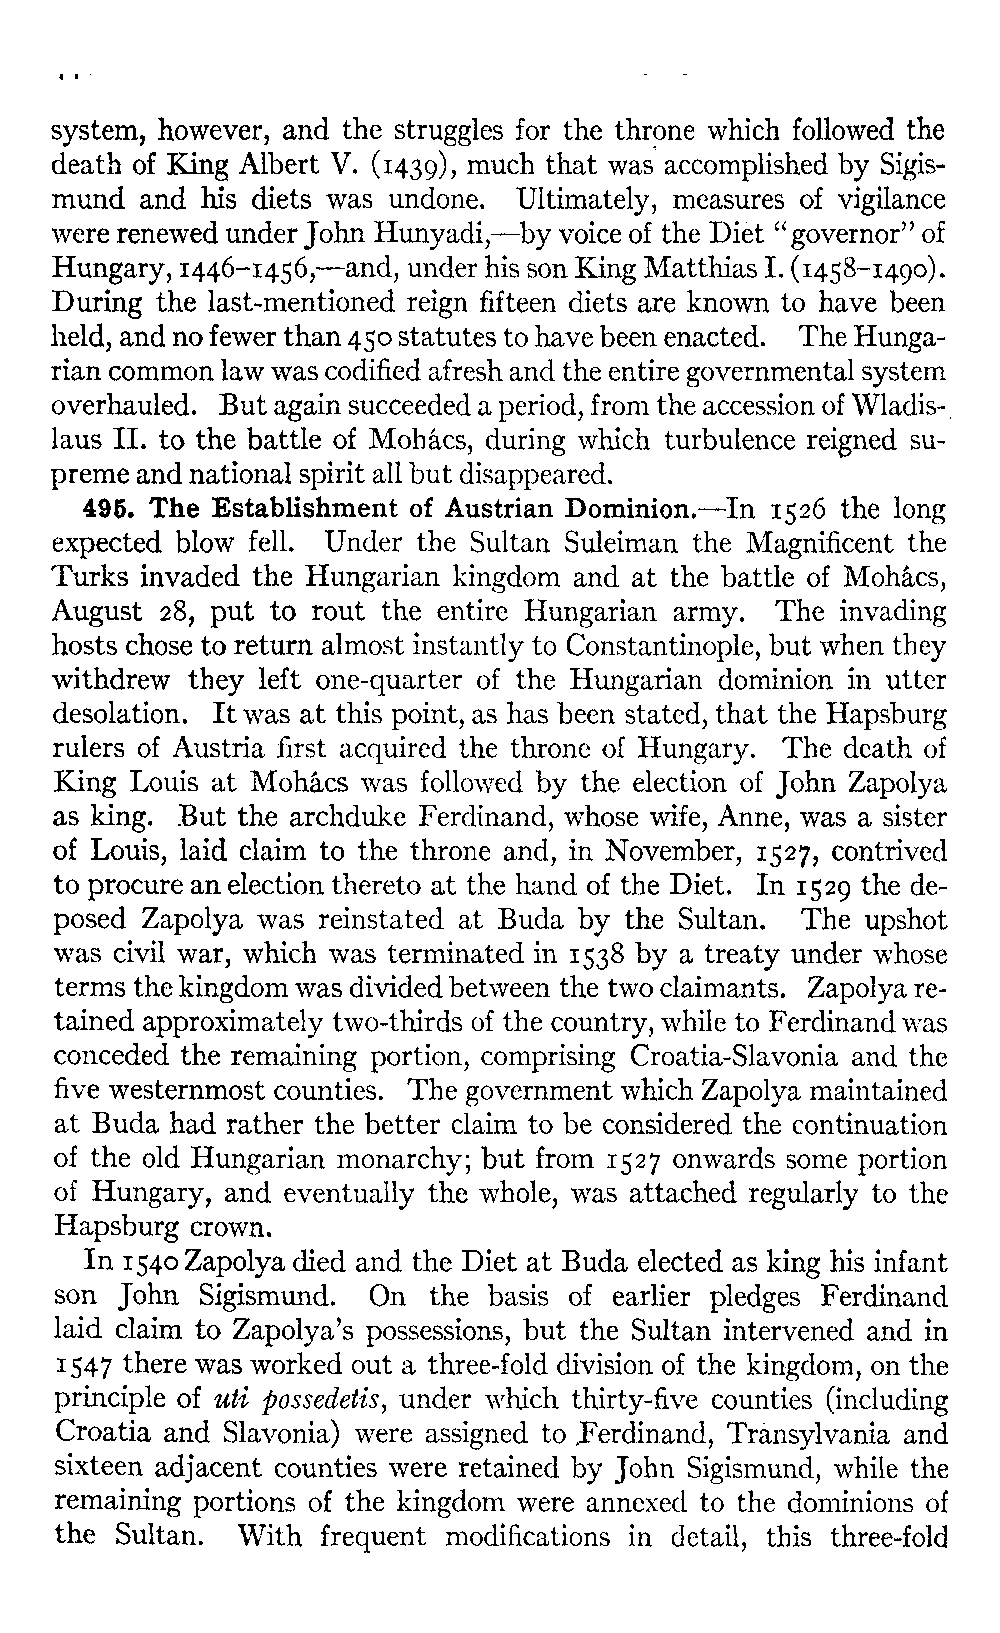 system, however, and the struggles for the throne which followed the
death of King Albert V. (1439), much that was accomplished by Sigis-
mund and his diets was undone. Ultimately, measures of vigilance
were renewed under John Hunyadi,—by voice of the Diet "governor" of
Hungary, 1446–1456,—and, under his son King Matthias I. (1458–1490).
During the last-mentioned reign fifteen diets are known to have been
held, and no fewer than 450 statutes to have been enacted. The Hunga-
rian common law was codified afresh and the entire governmental system
overhauled. But again succeeded a period, from the accession of Wladis-
laus II. to the battle of Mohács, during which turbulence reigned su-
preme and national spirit all but disappeared.
495. The Establishment of Austrian Dominion.—In 1526 the long
expected blow fell. Under the Sultan Suleiman the Magnificent the
Turks invaded the Hungarian kingdom and at the battle of Mohács,
August 28, put to rout the entire Hungarian army. The invading
hosts chose to return almost instantly to Constantinople, but when they
withdrew they left one-quarter of the Hungarian dominion in utter
desolation. It was at this point, as has been stated, that the Hapsburg
rulers of Austria first acquired the throne of Hungary. The death of
King Louis at Mohács was followed by the election of John Zapolya
as king. But the archduke Ferdinand, whose wife, Anne, was a sister
of Louis, laid claim to the throne and, in November, 1527, contrived
to procure an election thereto at the hand of the Diet. In 1529 the de-
posed Zapolya was reinstated at Buda by the Sultan. The upshot
was civil war, which was terminated in 1538 by a treaty under whose
terms the kingdom was divided between the two claimants. Zapolya re-
tained approximately two-thirds of the country, while to Ferdinand was
conceded the remaining portion, comprising Croatia-Slavonia and the
five westernmost counties. The government which Zapolya maintained
at Buda had rather the better claim to be considered the continuation
of the old Hungarian monarchy; but from 1527 onwards some portion
of Hungary, and eventually the whole, was attached regularly to the
Hapsburg crown.
In 1540 Zapolya died and the Diet at Buda elected as king his infant
son John Sigismund. On the basis of earlier pledges Ferdinand
laid claim to Zapolya's possessions, but the Sultan intervened and in
1547 there was worked out a three-fold division of the kingdom, on the
principle of uti possedetis, under which thirty-five counties (including
Croatia and Slavonia) were assigned to Ferdinand, Transylvania and
sixteen adjacent counties were retained by John Sigismund, while the
remaining portions of the kingdom were annexed to the dominions of
the Sultan. With frequent modifications in detail, this three-fold